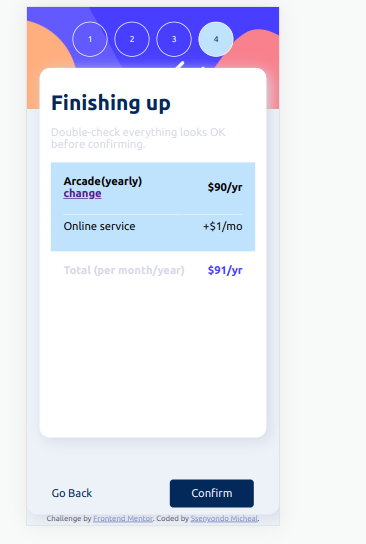 1 2 3 4
Finishing up
Double-check everything looks OK
before confirming.
Arcade(yearly)
change
$90/yr
Online service +$1/mo
Total (per month/year) $91/yr
Go Back Confirm
Challenge by Frontend Mentor. Coded by Ssenyondo Micheal.